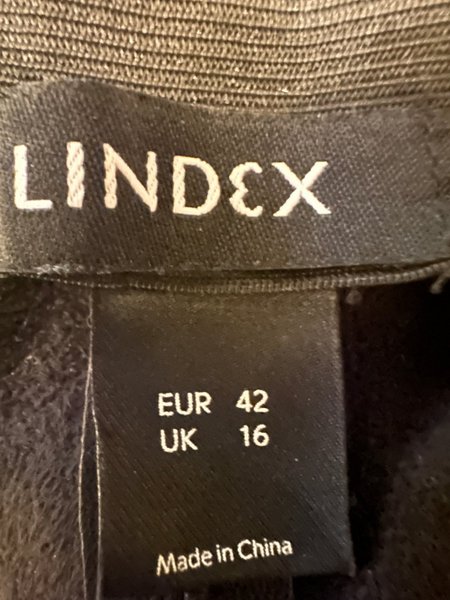 LINDEX
EUR 42
UK 16
Made in China